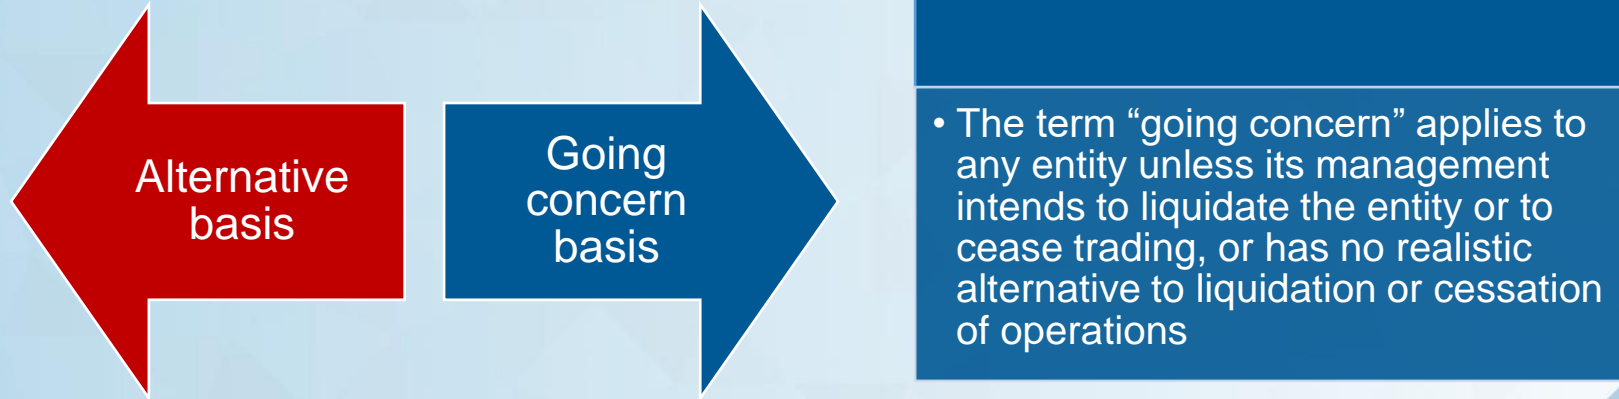 Alternative
basis
Going
concern
basis
• The term “going concern” applies to
any entity unless its management
intends to liquidate the entity or to
cease trading, or has no realistic
alternative to liquidation or cessation
of operations